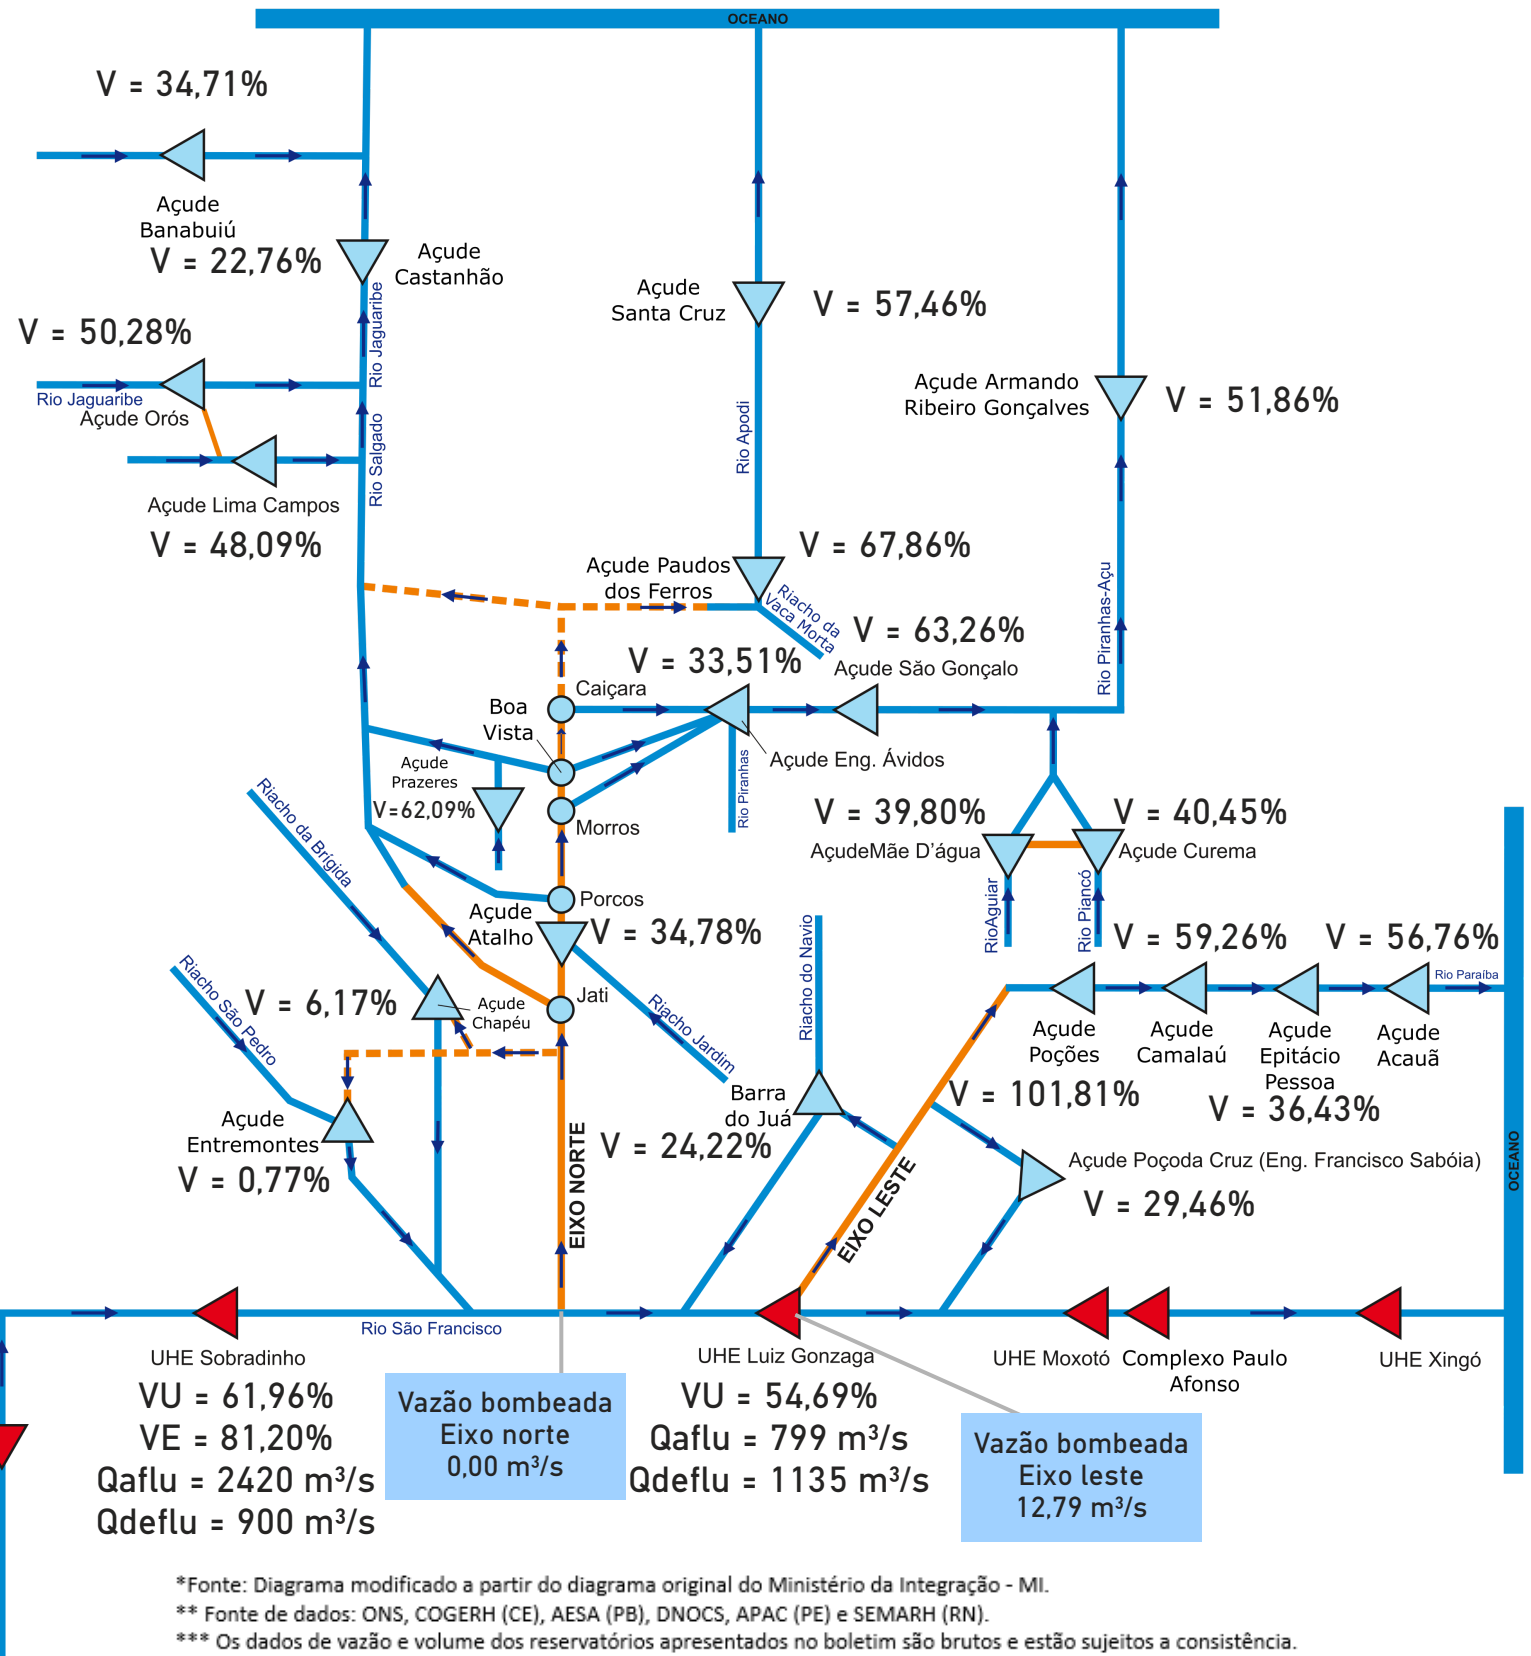 OCEANO
V = 34,71%
Açude
Banabuiú
V = 22,76%
Açude
Castanhão
Rio Jaguaribe
V = 50,28%
Rio Jaguaribe
Açude Orós
Rio Salgado
Açude Lima Campos
V = 48,09%
Açude
Santa Cruz
V = 57,46%
Rio Apodi
Açude Armando
Ribeiro Gonçalves
V = 51,86%
Açude Paudos
dos Ferros
V = 67,86%
Riacho da
Vaca Morta
Rio Piranhas-Açu
V = 63,26%
Açude São Gonçalo
V = 33,51%
Caiçara
Boa
Vista
Açude Eng. Ávidos
Rio Piranhas
Açude
Prazeres
V=62,09%
Morros
Riacho da Brígida
V = 39,80%
AçudeMãe D'água
V = 40,45%
Açude Curema
RioAguiar
Rio Piancó
Porcos
Açude
Atalho
V = 34,78%
Riacho do Navio
V = 59,26%
V = 56,76%
Rio Paraíba
Riacho São Pedro
V = 6,17%
Açude
Chapéu
Jati
Riacho Jardim
Açude
Poções
Açude
Camalaú
Açude
Epitácio
Pessoa
Açude
Acauã
V = 101,81%
V = 36,43%
Barra
do Juá
V = 24,22%
Açude
Entremontes
V = 0,77%
EIXO NORTE
EIXO LESTE
Açude Poçoda Cruz (Eng. Francisco Sabóia)
V = 29,46%
OCEANO
Rio São Francisco
UHE Sobradinho
VU = 61,96%
VE = 81,20%
Qaflu = 2420 m³/s
Qdeflu = 900 m³/s
Vazão bombeada
Eixo norte
0,00 m³/s
UHE Luiz Gonzaga
VU = 54,69%
Qaflu = 799 m³/s
Qdeflu = 1135 m³/s
Vazão bombeada
Eixo leste
12,79 m³/s
UHE Moxotó
Complexo Paulo
Afonso
UHE Xingó
*Fonte: Diagrama modificado a partir do diagrama original do Ministério da Integração - MI.
** Fonte de dados: ONS, COGERH (CE), AESA (PB), DNOCS, APAC (PE) e SEMARH (RN).
*** Os dados de vazão e volume dos reservatórios apresentados no boletim são brutos e estão sujeitos a consistência.